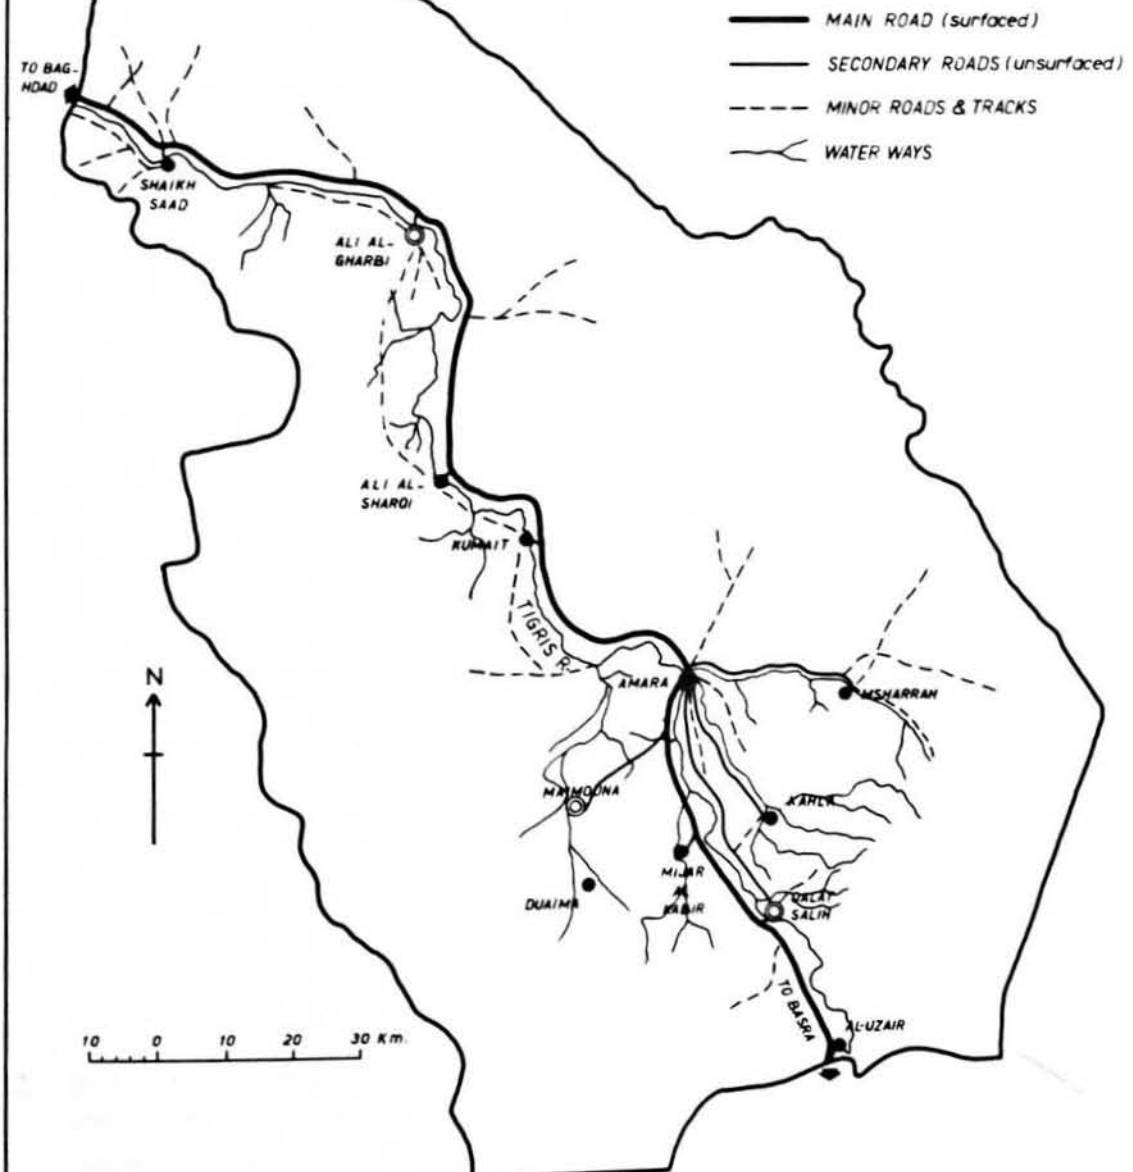 MAIN ROAD (surfaced)
SECONDARY ROADS (unsurfaced)
MINOR ROADS & TRACKS
WATER WAYS
TO BAG-
HDAD
SHAIKH
SAAD
ALI AL-
GHARBI
ALI AL-
SHARQI
KUMAIT
TIGRIS R.
N
AMARA
MSHARRAH
MAIMOUNA
KAHLA
MIJAR
AL
KABIR
DUAIMA
QALAT
SALIH
TO BASRA
AL-UZAIR
10 0 10 20 30 Km.